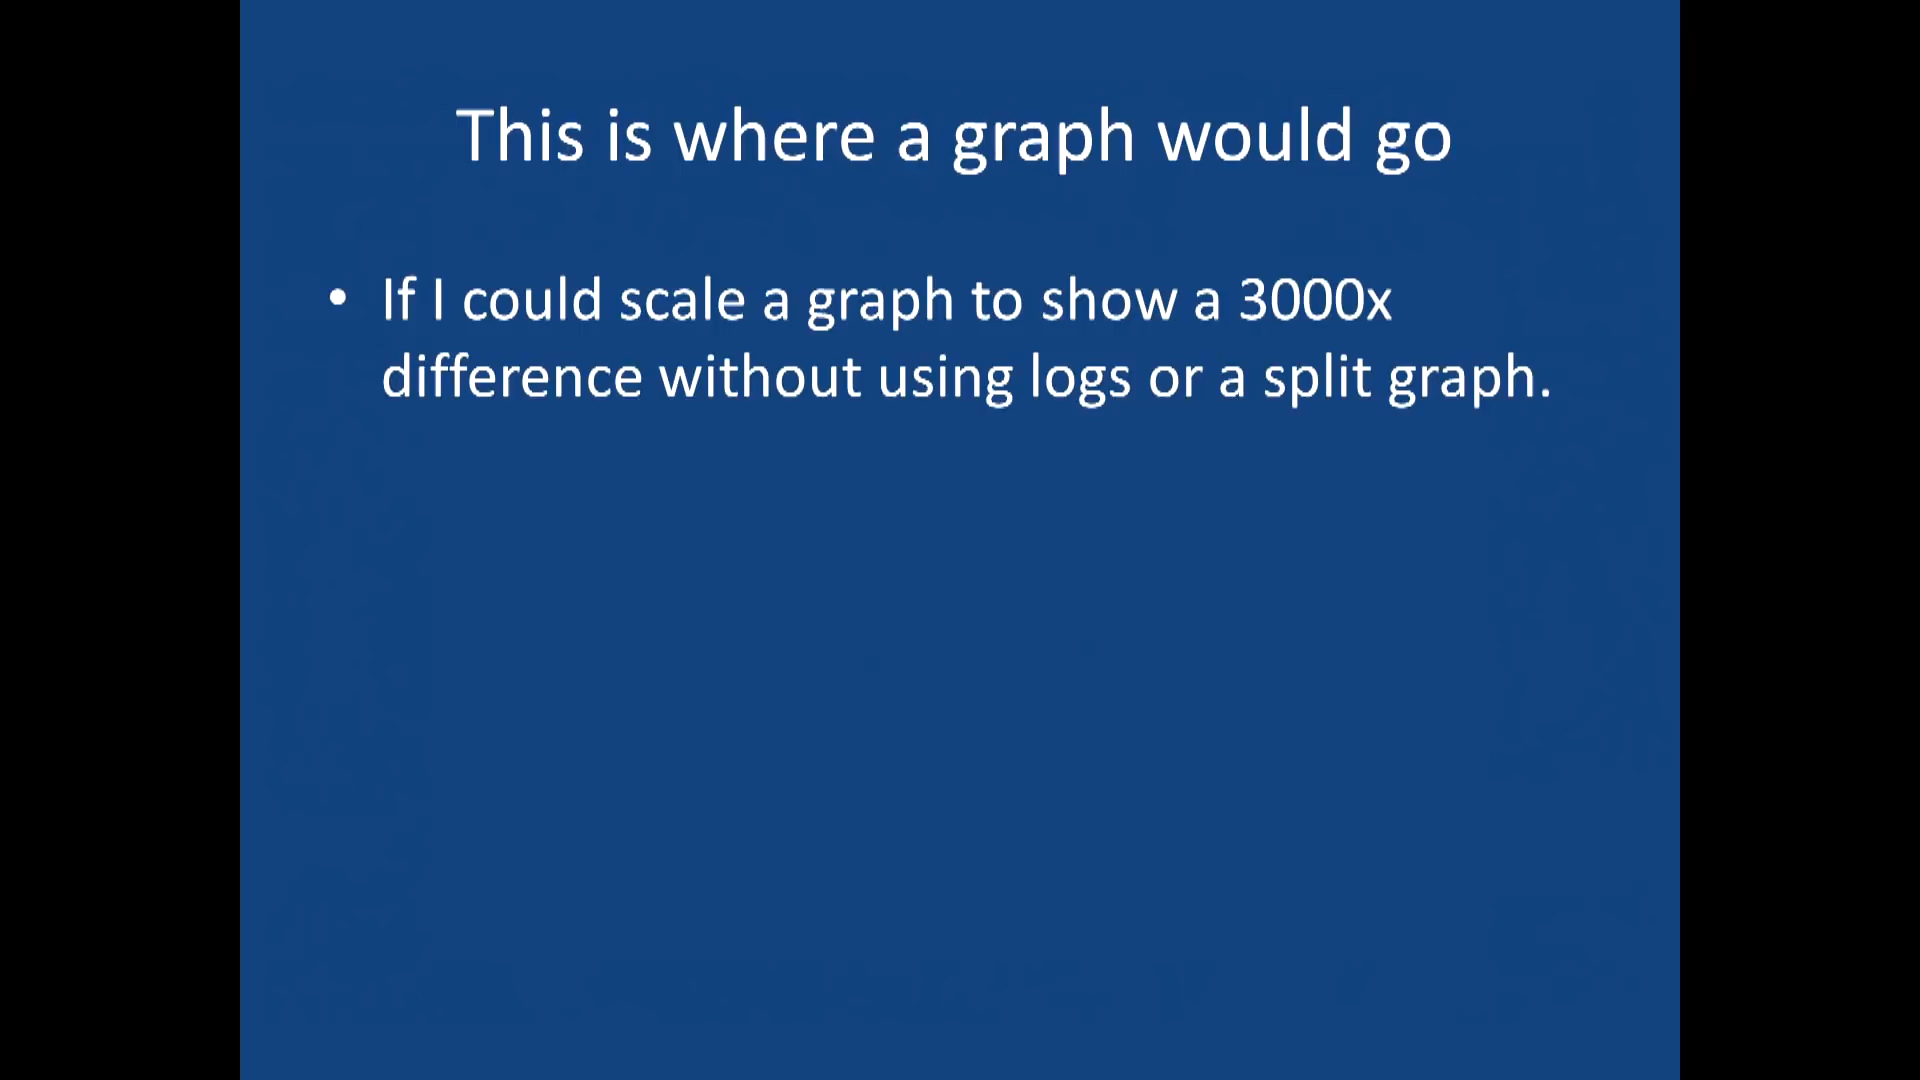 This is where a graph would go
• If I could scale a graph to show a 3000x
difference without using logs or a split graph.